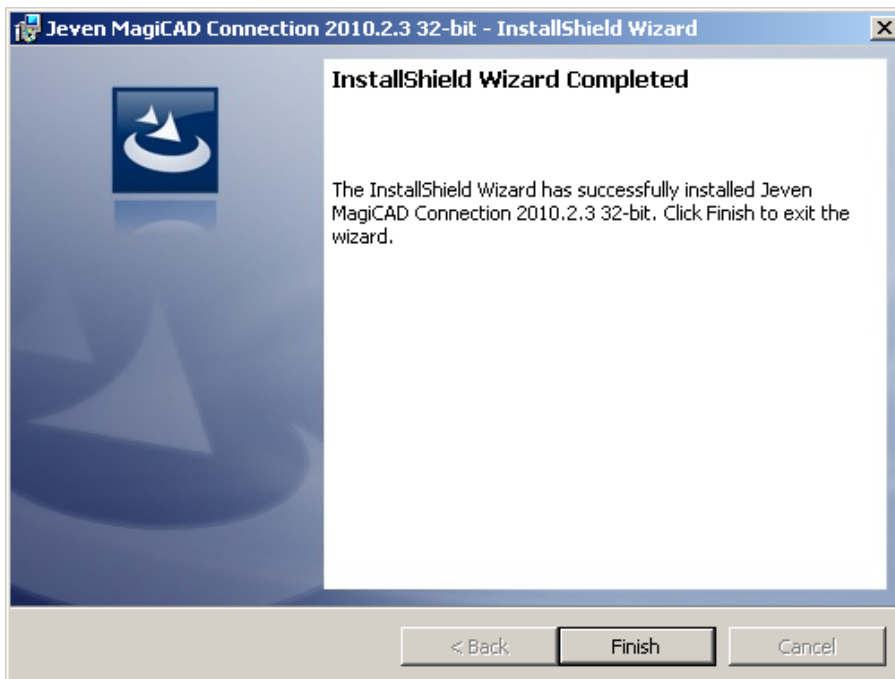 Jeven MagiCAD Connection 2010.2.3 32-bit - InstallShield Wizard
InstallShield Wizard Completed
The InstallShield Wizard has successfully installed Jeven
MagiCAD Connection 2010.2.3 32-bit. Click Finish to exit the
wizard.
< Back
Finish
Cancel